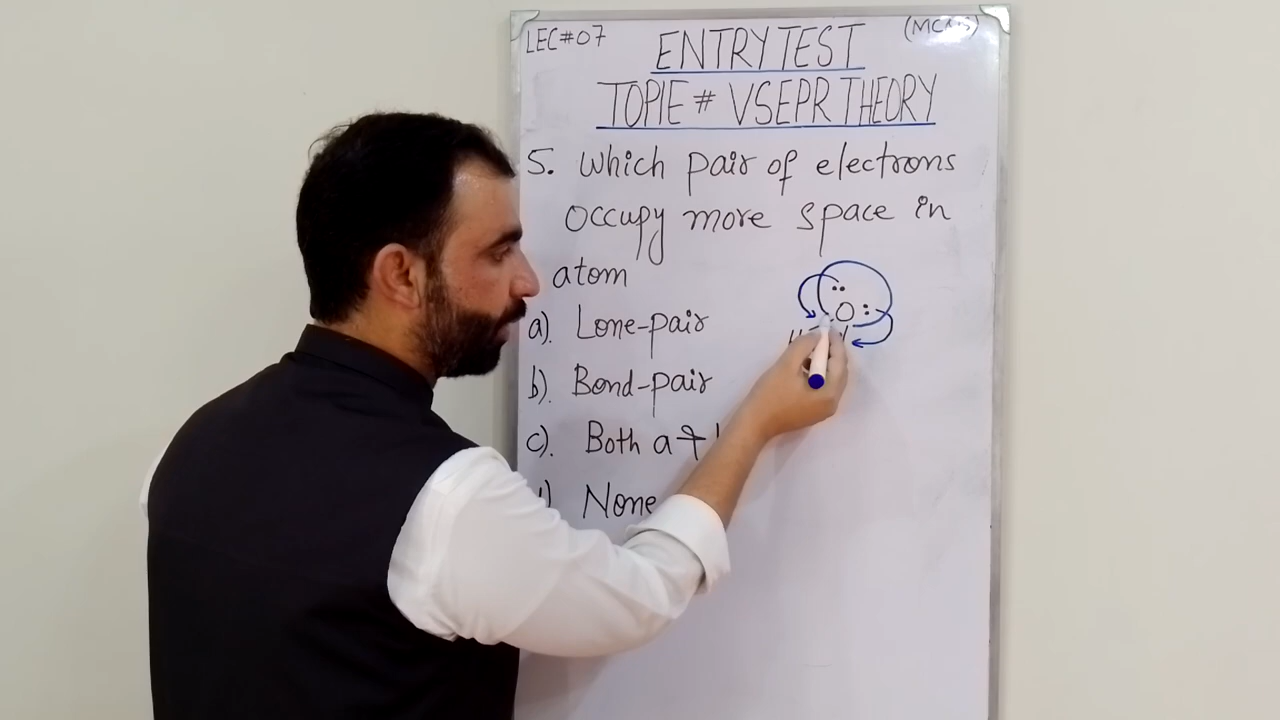 LEC#07
(MCQS)
ENTRY TEST
TOPIE # VSEPR THEORY
5. Which pair of electrons
occupy more space in
atom
a). Lone-pair
b). Bond-pair
c). Both a &
None
O